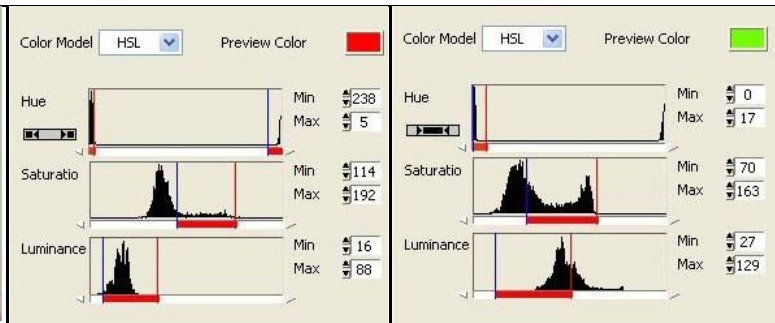 Color Model HSL Preview Color
Hue Min 238
Max 5
Saturatio Min 114
Max 192
Luminance Min 16
Max 88
Color Model HSL Preview Color
Hue Min 0
Max 17
Saturatio Min 70
Max 163
Luminance Min 27
Max 129